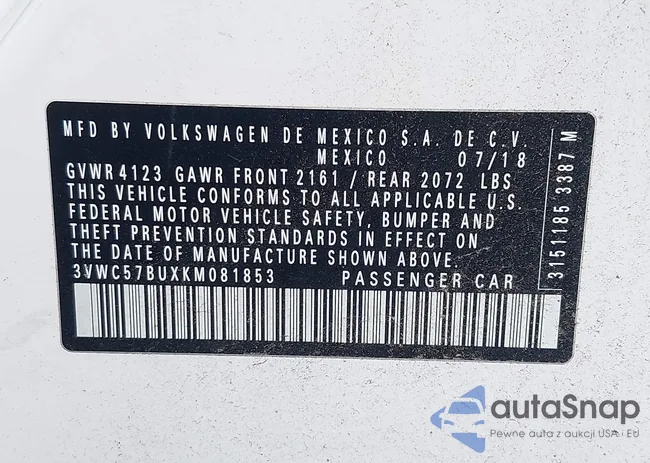 MFD BY VOLKSWAGEN DE MEXICO S.A. DE C.V.
MEXICO 07/18
GVWR 4123 GAWR FRONT 2161 / REAR 2072 LBS
THIS VEHICLE CONFORMS TO ALL APPLICABLE U.S.
FEDERAL MOTOR VEHICLE SAFETY, BUMPER AND
THEFT PREVENTION STANDARDS IN EFFECT ON
THE DATE OF MANUFACTURE SHOWN ABOVE.
3VWC57BUXKM081853 PASSENGER CAR
3151185 3387 M
autaSnap
Pewne auta z aukcji USA i EU